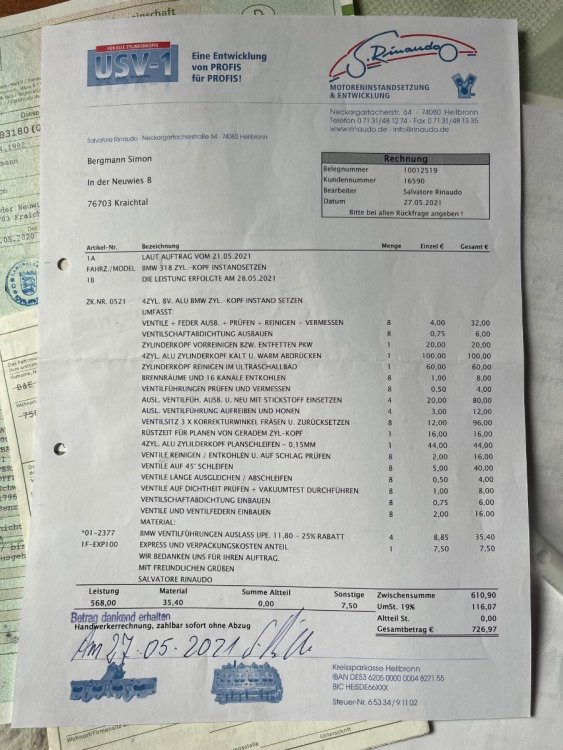 FÜR ALLE ZYLINDERKÖPFE
USV-1
Eine Entwicklung
von PROFIS
für PROFIS!
S. Rinaudo
MOTORENINSTANDSETZUNG
& ENTWICKLUNG
Neckargartacherstr. 64 · 74080 Heilbronn
Telefon 0 71 31/48 12 74 · Fax 0 71 31/48 13 35
www.rinaudo.de · info@rinaudo.de
Salvatore Rinaudo · Neckargartacherstraße 64 · 74080 Heilbronn
Bergmann Simon
In der Neuwies 8
76703 Kraichtal
Rechnung
Belegnummer 10012519
Kundennummer 16590
Bearbeiter Salvatore Rinaudo
Datum 27.05.2021
Bitte bei allen Rückfrage angeben !
Artikel-Nr. Bezeichnung Menge Einzel € Gesamt €
1A LAUT AUFTRAG VOM 21.05.2021
FAHRZ./MODEL BMW 318 ZYL.-KOPF INSTANDSETZEN
1B DIE LEISTUNG ERFOLGTE AM 28.05.2021
ZK.NR. 0521 4ZYL. 8V. ALU BMW ZYL.-KOPF INSTAND SETZEN
UMFASST:
VENTILE + FEDER AUSB. + PRÜFEN + REINIGEN + VERMESSEN 8 4,00 32,00
VENTILSCHAFTABDICHTUNG AUSBAUEN 8 0,75 6,00
ZYLINDERKOPF VORREINIGEN BZW. ENTFETTEN PKW 1 20,00 20,00
4ZYL. ALU ZYLINDERKOPF KALT U. WARM ABDRÜCKEN 1 100,00 100,00
ZYLINDERKOPF REINIGEN IM ULTRASCHALLBAD 1 60,00 60,00
BRENNRÄUME UND 16 KANÄLE ENTKOHLEN 8 1,00 8,00
VENTILFÜHRUNGEN PRÜFEN UND VERMESSEN 8 0,50 4,00
AUSL. VENTILFÜH. AUSB. U. NEU MIT STICKSTOFF EINSETZEN 4 20,00 80,00
AUSL. VENTILFÜHRUNG AUFREIBEN UND HONEN 4 3,00 12,00
VENTILSITZ 3 X KORREKTURWINKEL FRÄSEN U. ZURÜCKSETZEN 8 12,00 96,00
RÜSTZEIT FÜR PLANEN VON GERADEM ZYL-KOPF 1 16,00 16,00
4ZYL. ALU ZYLILDERKOPF PLANSCHLEIFEN - 0,15MM 1 44,00 44,00
VENTILE REINIGEN / ENTKOHLEN U. AUF SCHLAG PRÜFEN 8 2,00 16,00
VENTILE AUF 45° SCHLEIFEN 8 5,00 40,00
VENTILE LÄNGE AUSGLEICHEN / ABSCHLEIFEN 8 0,50 4,00
VENTILE AUF DICHTHEIT PRÜFEN + VAKUUMTEST DURCHFÜHREN 8 1,00 8,00
VENTILSCHAFTABDICHTUNG EINBAUEN 8 0,75 6,00
VENTILE UND VENTILFEDERN EINBAUEN 8 2,00 16,00
MATERIAL:
*01-2377 BMW VENTILFÜHRUNGEN AUSLASS UPE. 11,80 - 25% RABATT 4 8,85 35,40
1F-EXP100 EXPRESS UND VERPACKUNGSKOSTEN ANTEIL 1 7,50 7,50
WIR BEDANKEN UNS FÜR IHREN AUFTRAG.
MIT FREUNDLICHEN GRÜßEN
SALVATORE RINAUDO
Leistung Material Summe Altteil Sonstige Zwischensumme 610,90
568,00 35,40 0,00 7,50 UmSt. 19% 116,07
Altteil St. 0,00
Gesamtbetrag € 726,97
Betrag dankend erhalten
Handwerkerrechnung, zahlbar sofort ohne Abzug
Am 27.05.2021
Kreissparkasse Heilbronn
IBAN DE53 6205 0000 0004 8271 55
BIC HEISDE66XXX
Steuer-Nr. 65334/91102